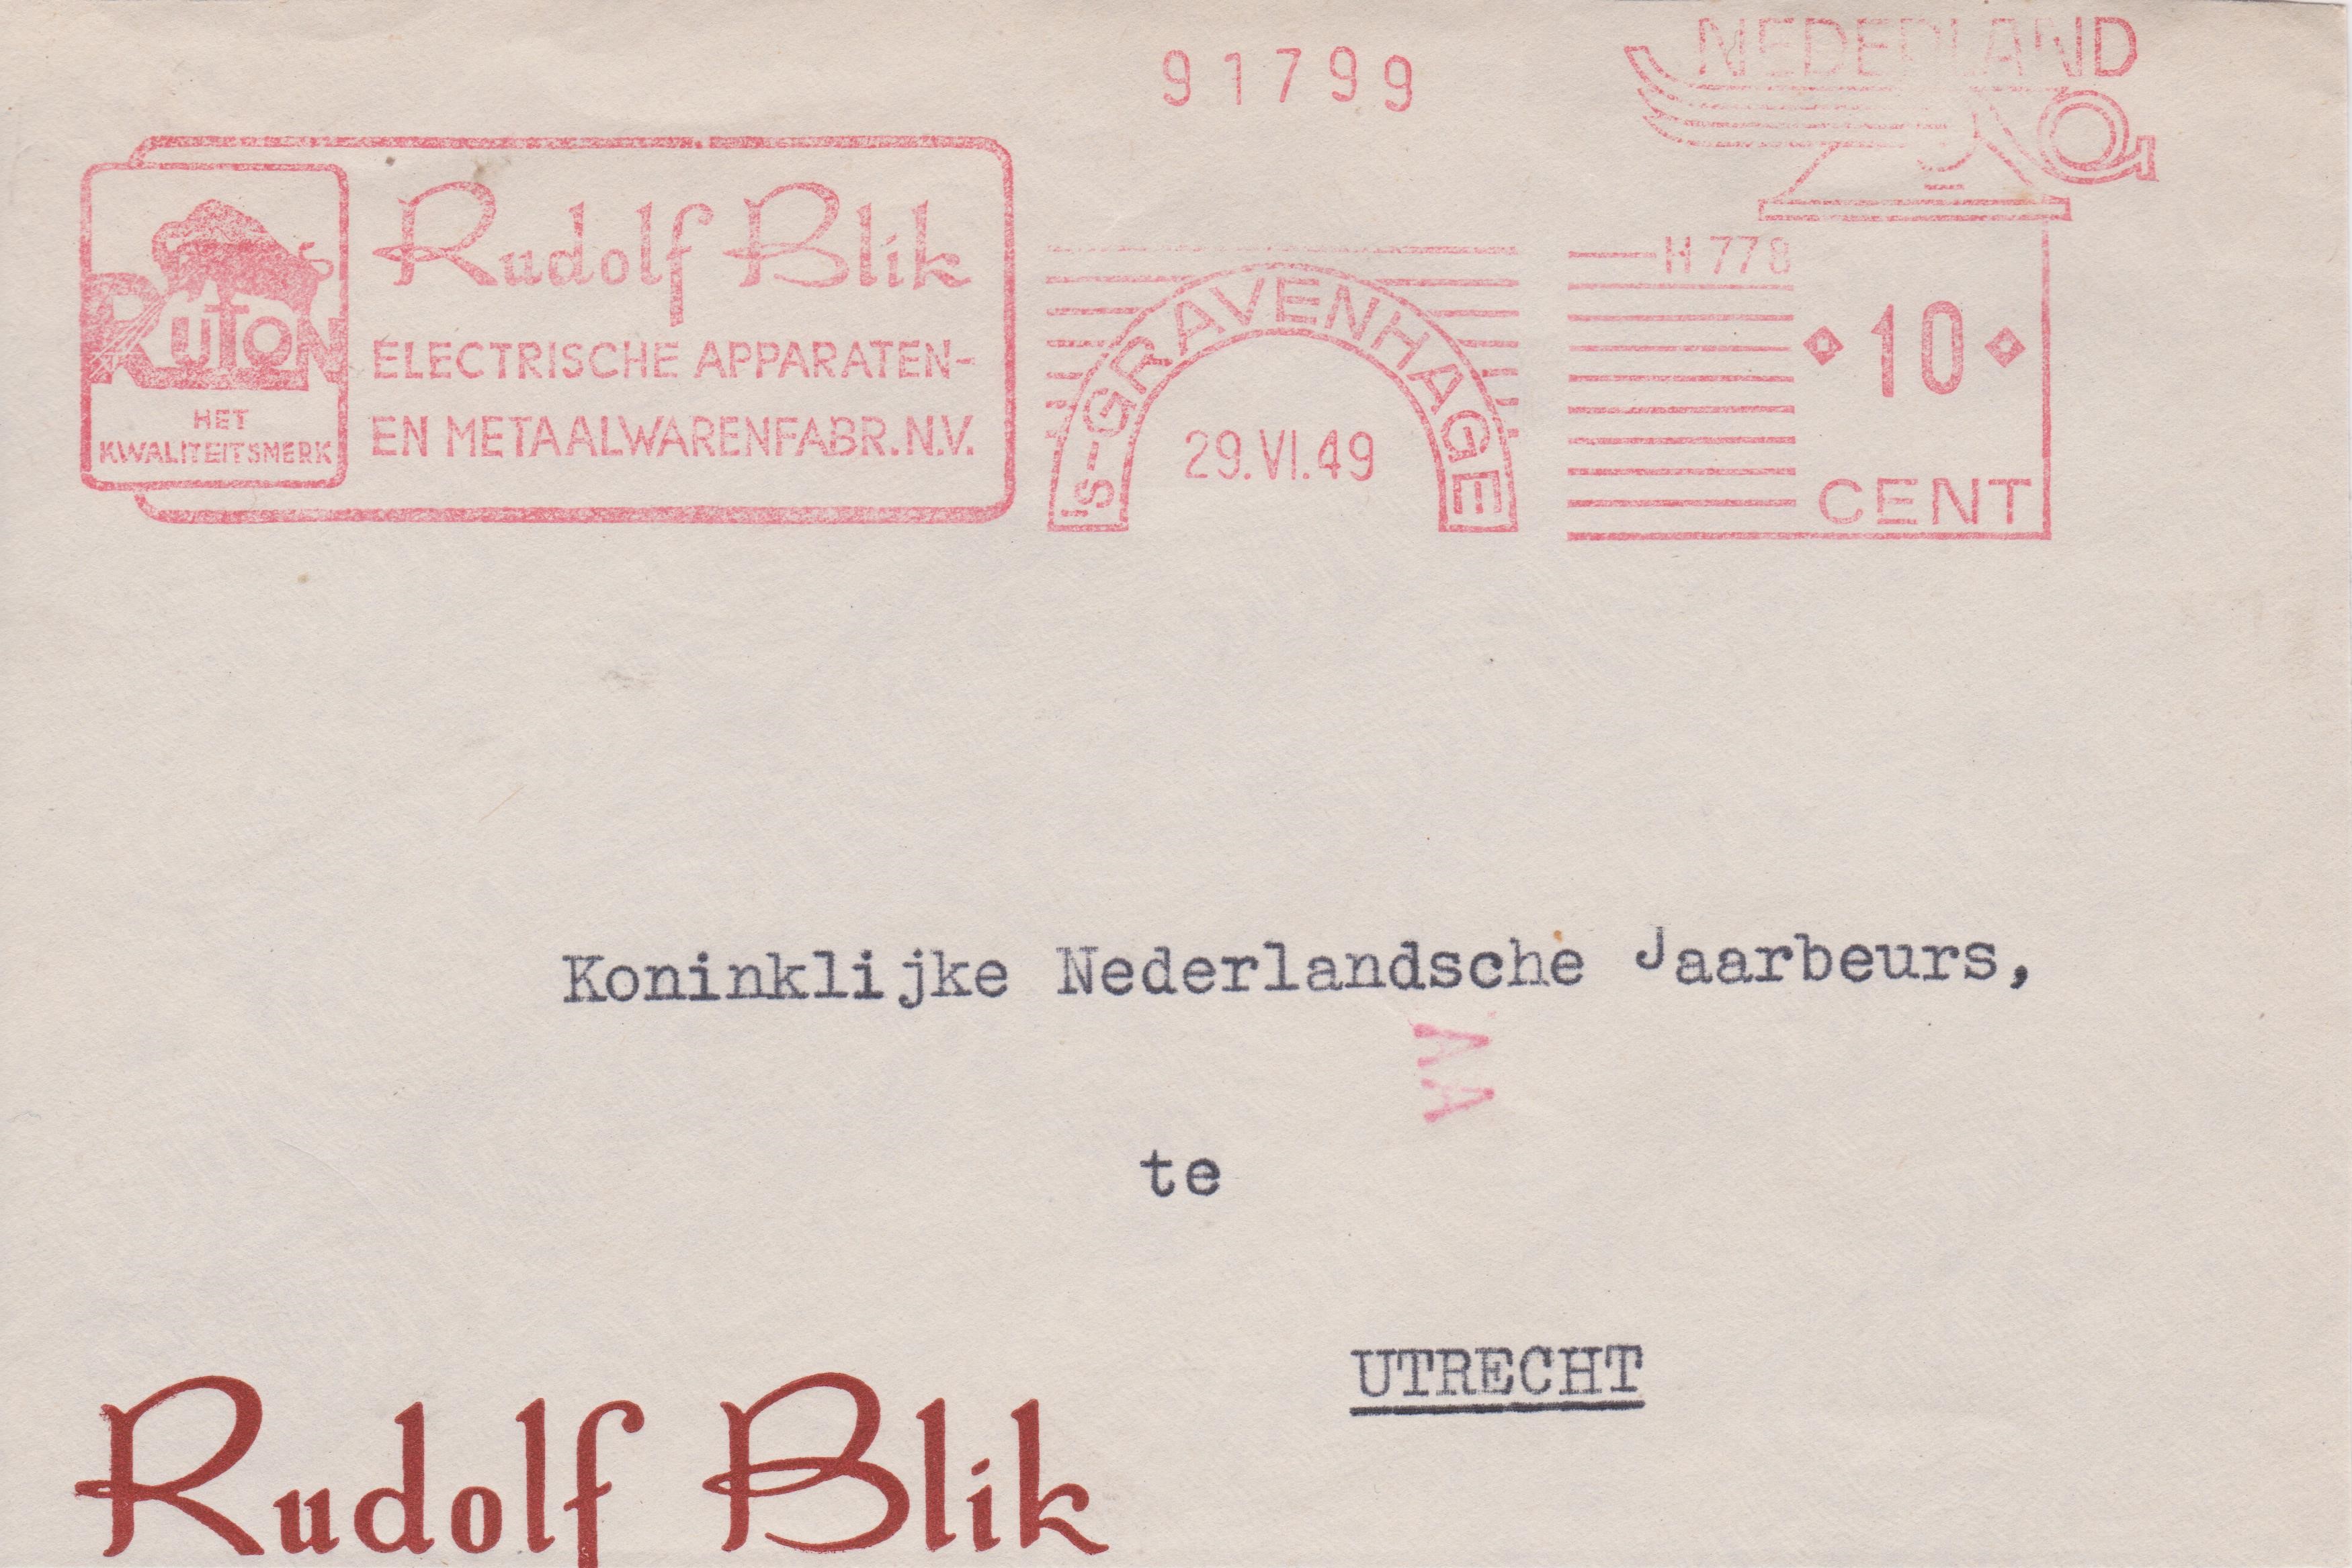 91799
NEDERLAND
Rudolf Blik
ELECTRISCHE APPARATEN-
EN METAALWARENFABR. N.V.
RUTON
HET
KWALITEITSMERK
'S-GRAVENHAGE
29.VI.49
H 778
10
CENT
Koninklijke Nederlandsche Jaarbeurs,
te
UTRECHT
Rudolf Blik